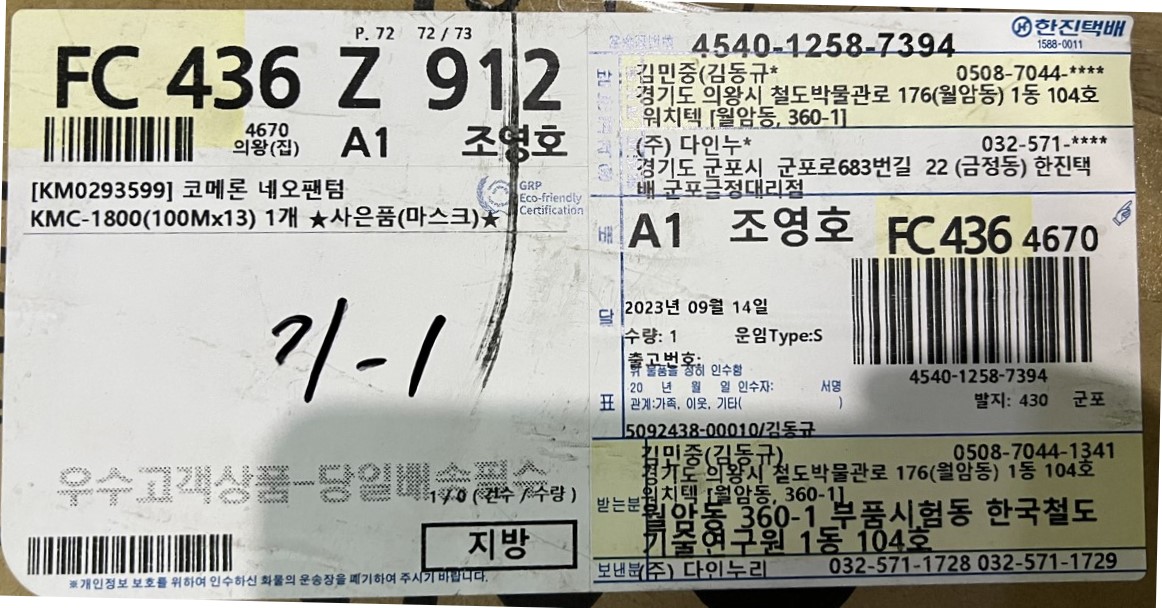 P. 72 72 / 73
FC 436 Z 912
4670
의왕(집) A1 조영호
[KM0293599] 코메론 네오팬텀
KMC-1800(100Mx13) 1개 ★사은품(마스크)★
GRP
Eco-friendly
Certification
기-1
우수고객상품-당일배송필수
1 / 0 ( 건수 / 수량 )
지방
※개인정보 보호를 위하여 인수하신 화물의 운송장을 폐기하여 주시기 바랍니다.
4540-1258-7394
한진택배
1588-0011
김민중(김동규* 0508-7044-****
경기도 의왕시 철도박물관로 176(월암동) 1동 104호
워치텍 [월암동, 360-1]
(주) 다인누* 032-571-****
경기도 군포시 군포로683번길 22 (금정동) 한진택
배 군포금정대리점
배달표
A1 조영호 FC 436 4670
2023년 09월 14일
수량: 1 운임Type:S
출고번호:
위 물품을 정히 인수함
20 년 월 일 인수자: 서명
관계:가족, 이웃, 기타( )
4540-1258-7394
발지: 430 군포
5092438-00010/김동규
받는분
김민중(김동규) 0508-7044-1341
경기도 의왕시 철도박물관로 176(월암동) 1동 104호
워치텍 [월암동, 360-1]
월암동 360-1 부품시험동 한국철도
기술연구원 1동 104호
보낸분 (주) 다인누리 032-571-1728 032-571-1729